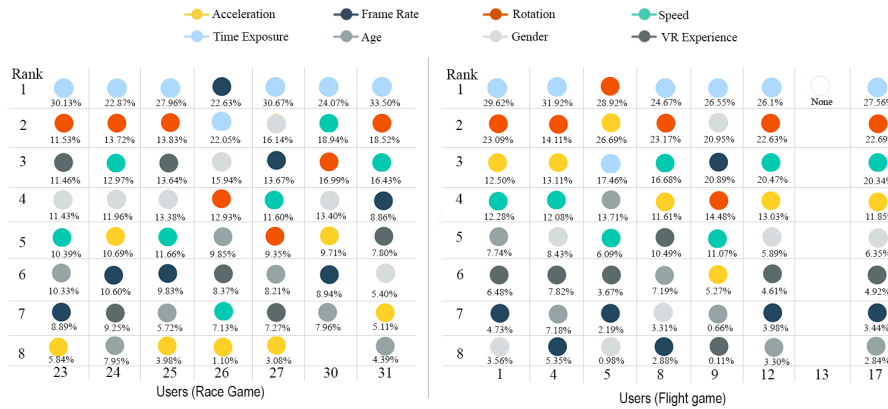 Acceleration Frame Rate Rotation Speed
Time Exposure Age Gender VR Experience
Rank
1
30.13% 22.87% 27.96% 22.63% 30.67% 24.07% 33.50%
2
11.53% 13.72% 13.83% 22.05% 16.14% 18.94% 18.52%
3
11.46% 12.97% 13.64% 15.94% 13.67% 16.99% 16.43%
4
11.43% 11.96% 13.38% 12.93% 11.60% 13.40% 8.86%
5
10.39% 10.69% 11.66% 9.85% 9.35% 9.71% 7.80%
6
10.33% 10.60% 9.83% 8.37% 8.21% 8.94% 5.40%
7
8.89% 9.25% 5.72% 7.13% 7.27% 7.96% 5.11%
8
5.84% 7.95% 3.98% 1.10% 3.08% 4.39%
23 24 25 26 27 30 31
Users (Race Game)
Rank
1
29.62% 31.92% 28.92% 24.67% 26.55% 26.1% None 27.56%
2
23.09% 14.11% 26.69% 23.17% 20.95% 22.63% 22.69
3
12.50% 13.11% 17.46% 16.68% 20.89% 20.47% 20.34%
4
12.28% 12.08% 13.71% 11.61% 14.48% 13.03% 11.85%
5
7.74% 8.43% 6.09% 10.49% 11.07% 5.89% 6.35%
6
6.48% 7.82% 3.67% 7.19% 5.27% 4.61% 4.92%
7
4.73% 7.18% 2.19% 3.31% 0.66% 3.98% 3.44%
8
3.56% 5.35% 0.98% 2.88% 0.11% 3.30% 2.84%
1 4 5 8 9 12 13 17
Users (Flight game)